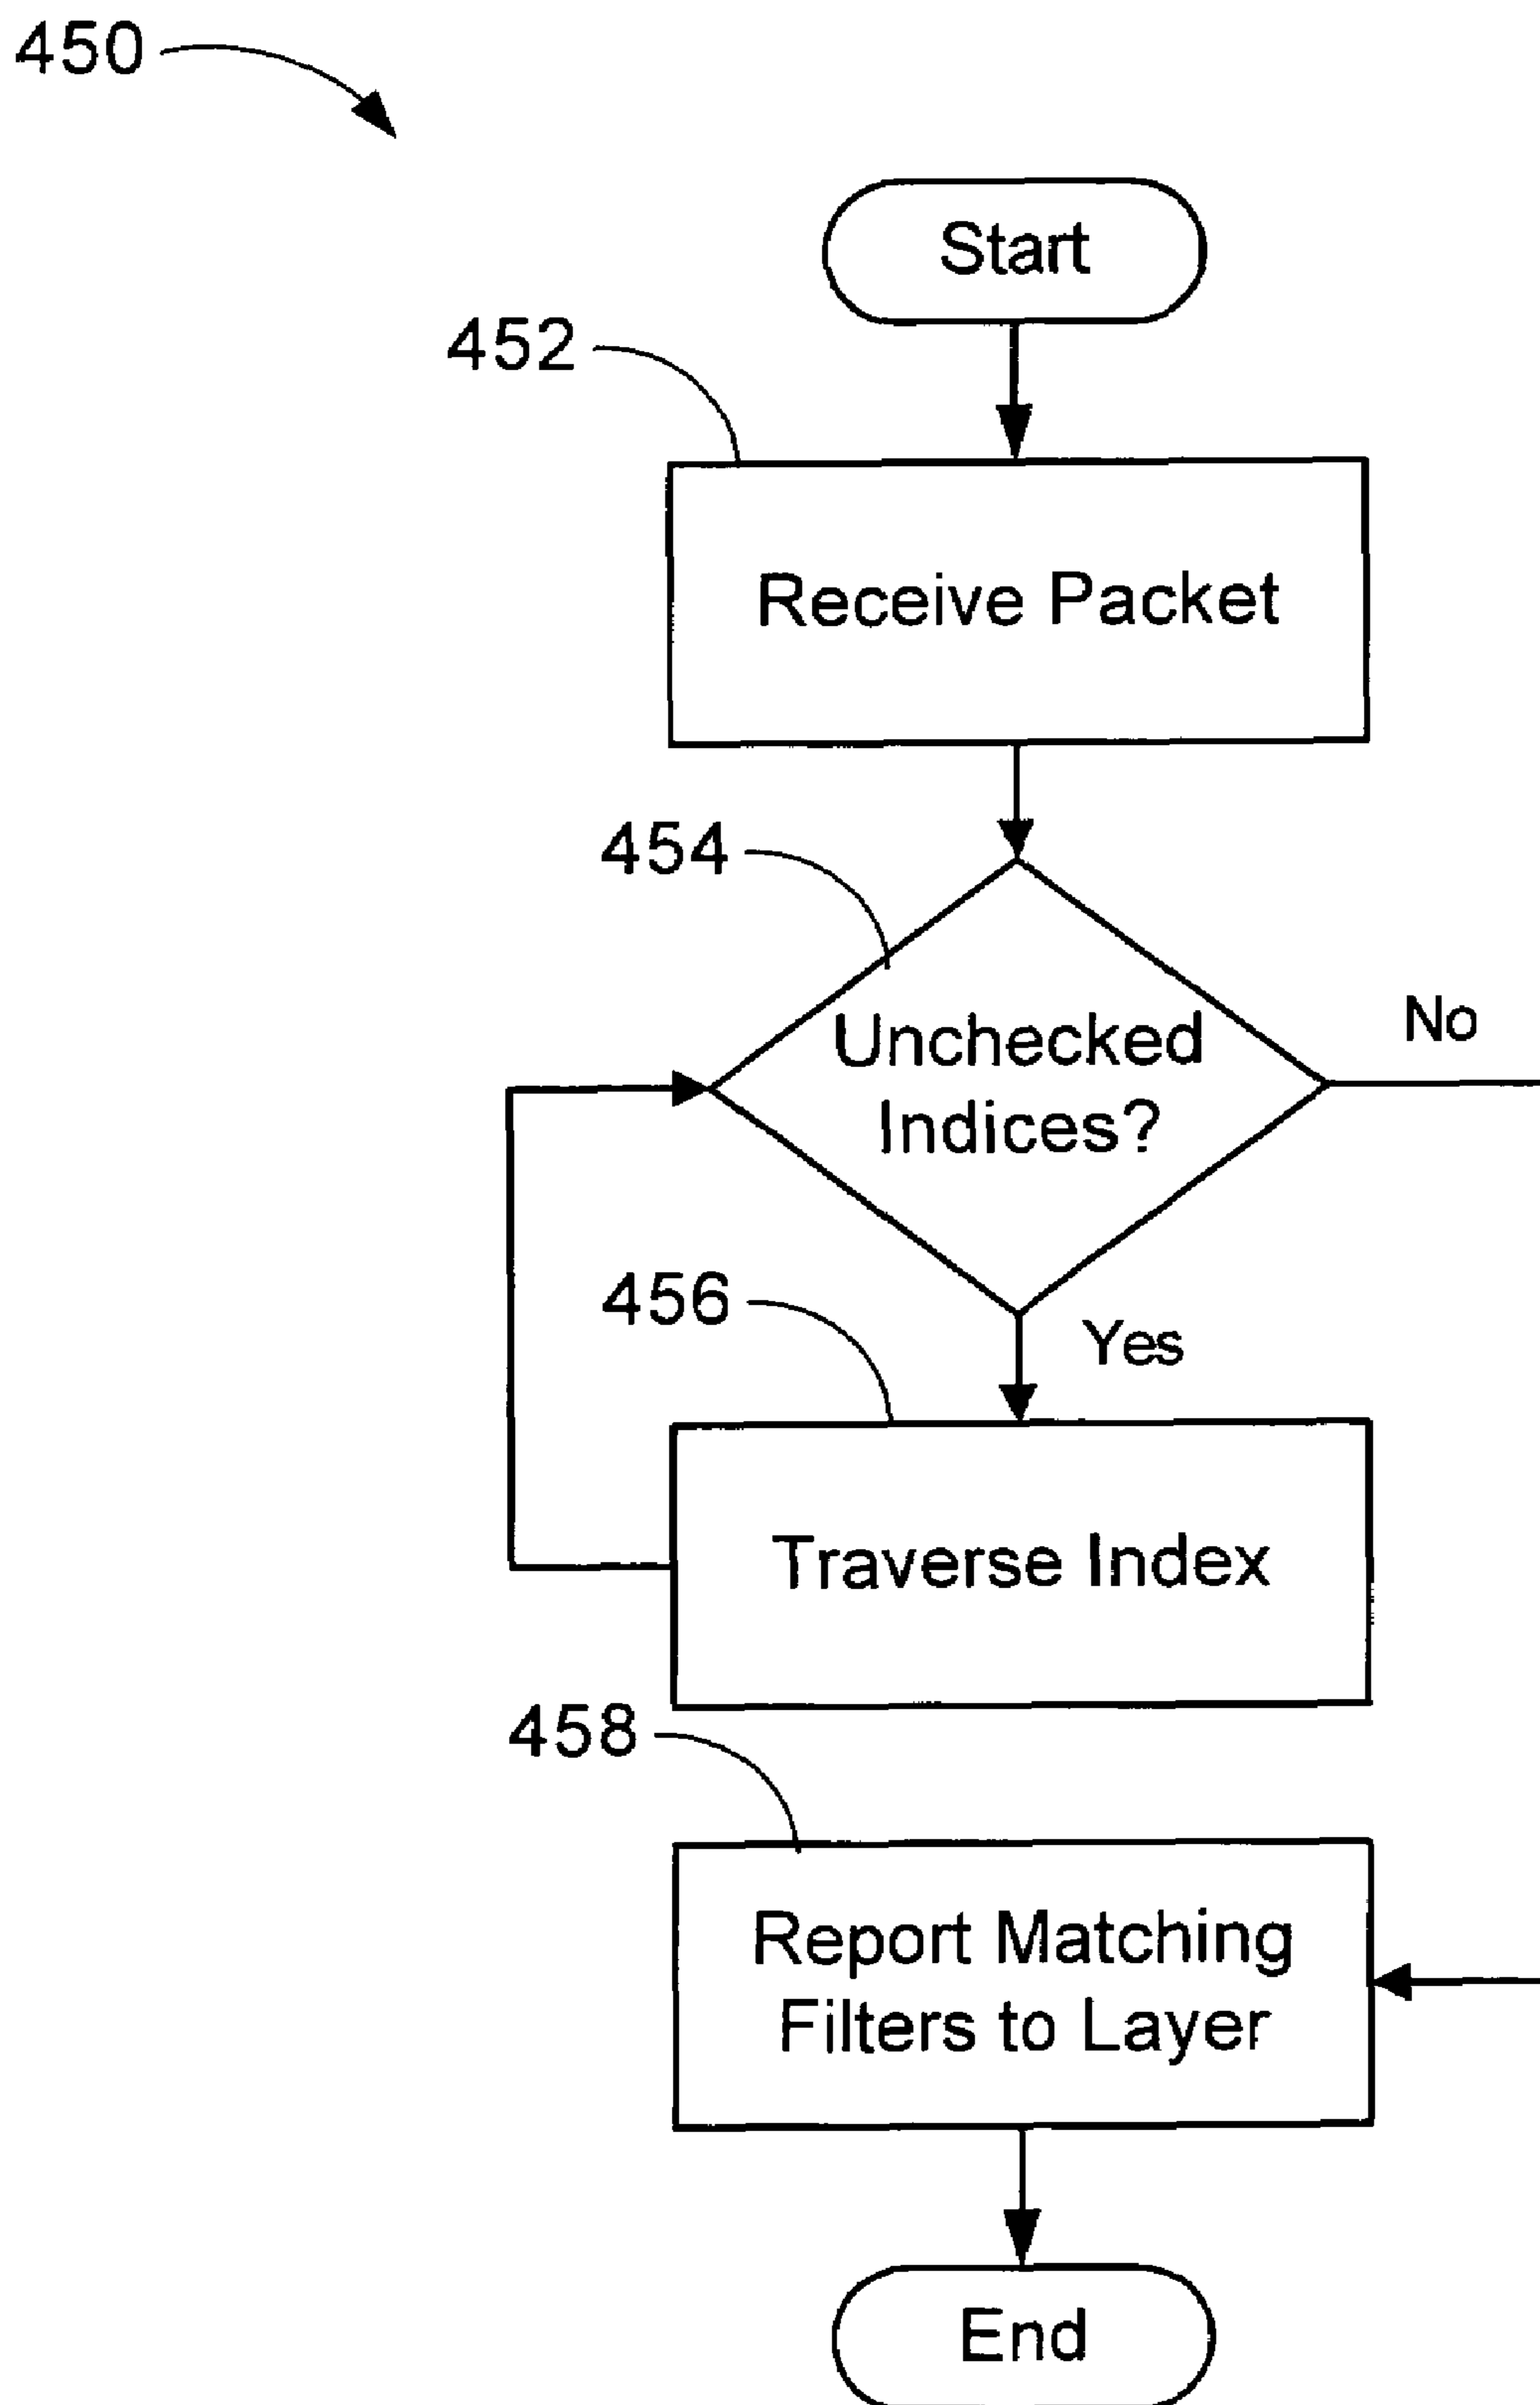 450
Start
452
Receive Packet
454
Unchecked
Indices?
No
456
Yes
Traverse Index
458
Report Matching
Filters to Layer
End